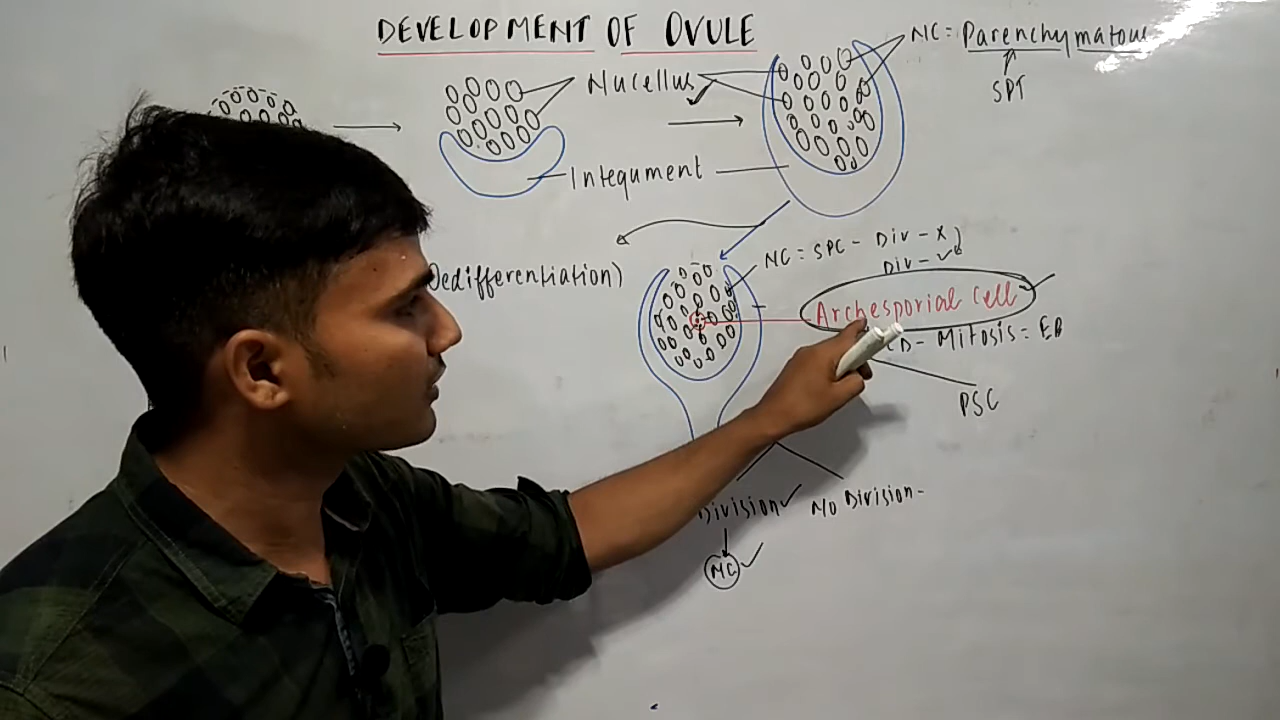 DEVELOPMENT OF OVULE
NC = Parenchymatous
SPT
Nucellus
Integument
Dedifferentiation)
NC = SPC - Div - X
Div - ✓
Archesporial Cell
CD - Mitosis = EB
PSC
Division✓
No Division -
NC ✓